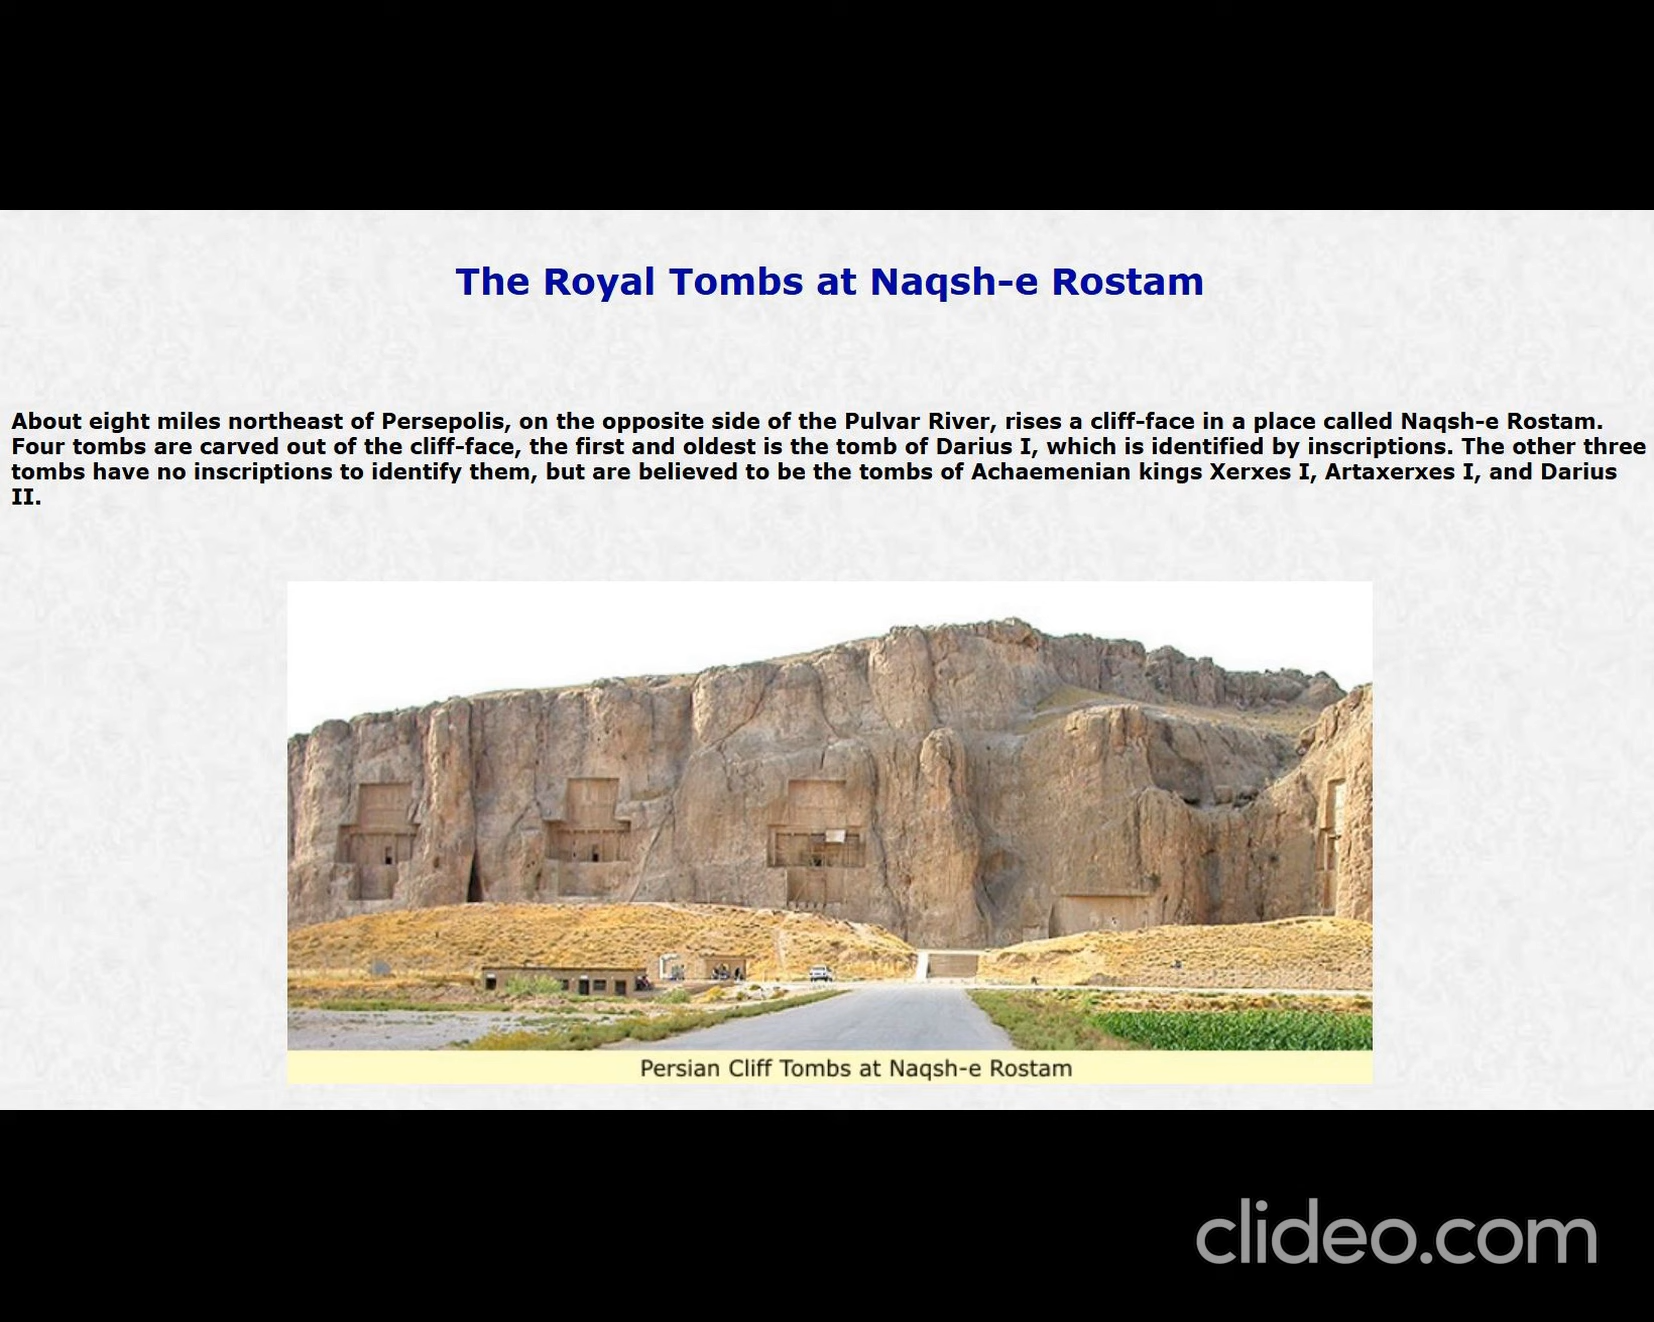 The Royal Tombs at Naqsh-e Rostam
About eight miles northeast of Persepolis, on the opposite side of the Pulvar River, rises a cliff-face in a place called Naqsh-e Rostam.
Four tombs are carved out of the cliff-face, the first and oldest is the tomb of Darius I, which is identified by inscriptions. The other three
tombs have no inscriptions to identify them, but are believed to be the tombs of Achaemenian kings Xerxes I, Artaxerxes I, and Darius
II.
Persian Cliff Tombs at Naqsh-e Rostam
clideo.com